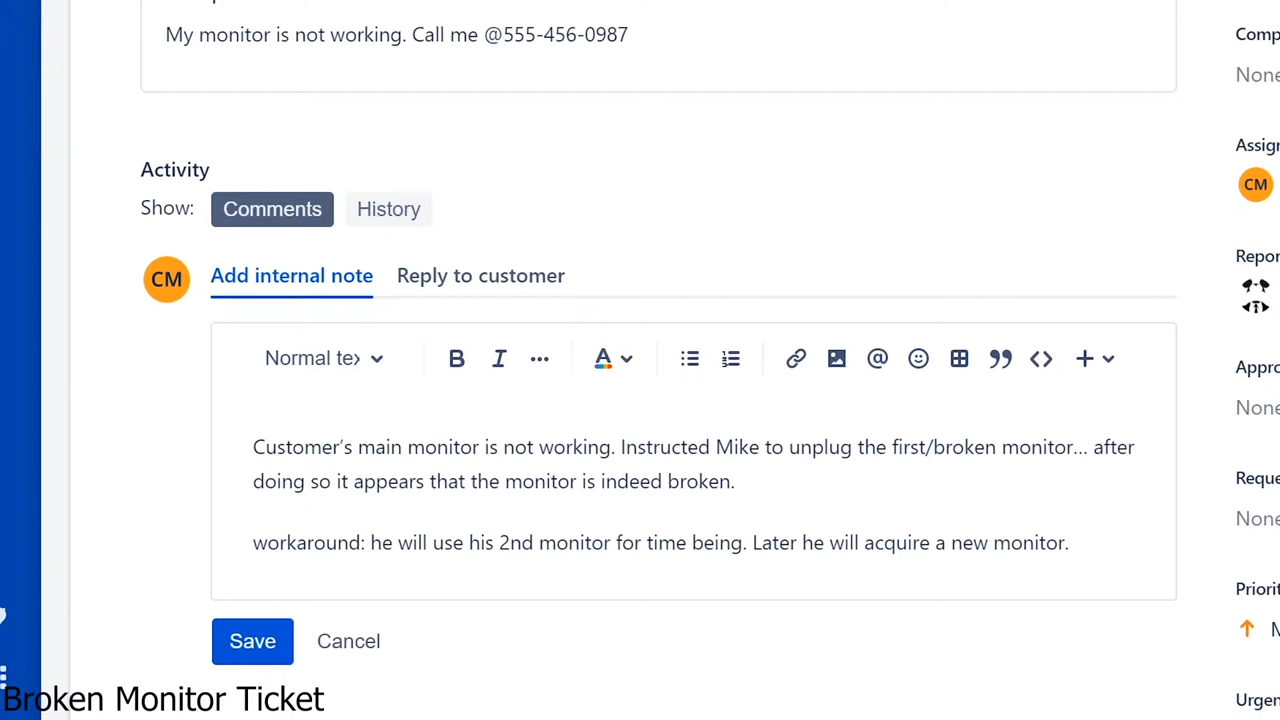 My monitor is not working. Call me @555-456-0987
Activity
Show: Comments History
CM Add internal note Reply to customer
Normal tex
B I ... A
Customer's main monitor is not working. Instructed Mike to unplug the first/broken monitor... after
doing so it appears that the monitor is indeed broken.
workaround: he will use his 2nd monitor for time being. Later he will acquire a new monitor.
Save Cancel
Broken Monitor Ticket
Comp
None
Assign
CM
Repor
Appro
None
Reque
None
Priorit
M
Urgen